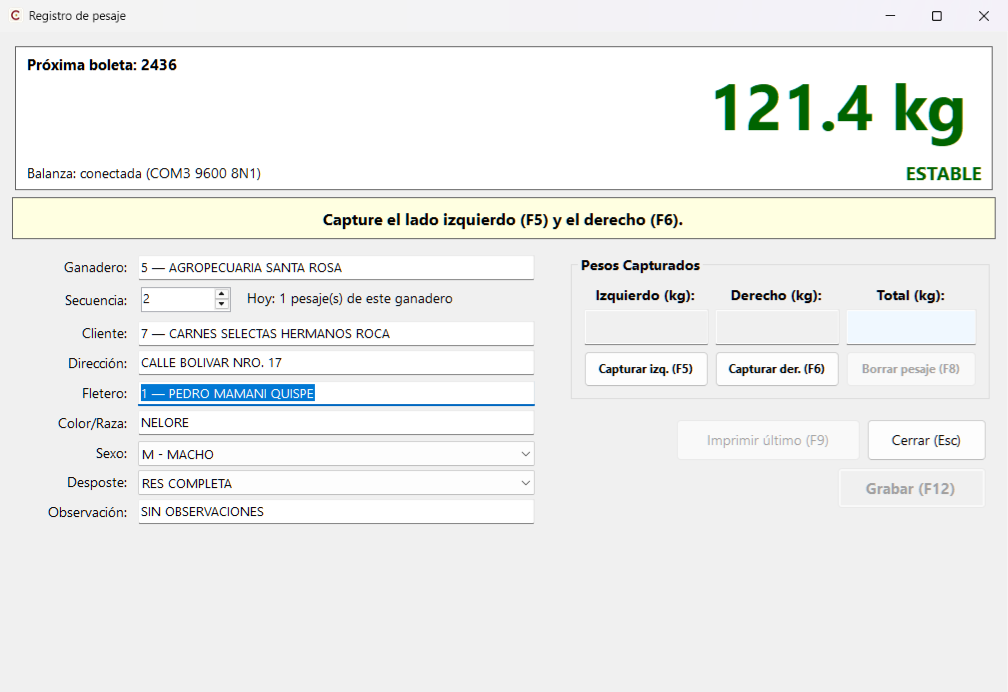 Registro de pesaje
Próxima boleta: 2436
121.4 kg
Balanza: conectada (COM3 9600 8N1)
ESTABLE
Capture el lado izquierdo (F5) y el derecho (F6).
Ganadero: 5 — AGROPECUARIA SANTA ROSA
Secuencia: 2 Hoy: 1 pesaje(s) de este ganadero
Cliente: 7 — CARNES SELECTAS HERMANOS ROCA
Dirección: CALLE BOLIVAR NRO. 17
Fletero: 1 — PEDRO MAMANI QUISPE
Color/Raza: NELORE
Sexo: M - MACHO
Desposte: RES COMPLETA
Observación: SIN OBSERVACIONES
Pesos Capturados
Izquierdo (kg): Derecho (kg): Total (kg):
Capturar izq. (F5) Capturar der. (F6) Borrar pesaje (F8)
Imprimir último (F9) Cerrar (Esc)
Grabar (F12)